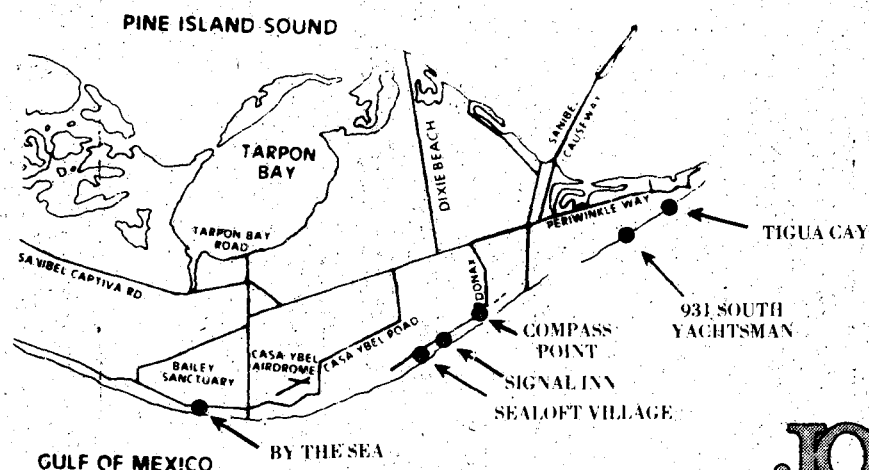 PINE ISLAND SOUND
TARPON
BAY
DIXIE BEACH
SANIBE
CAUSEWAY
TARPON BAY
ROAD
PERIWINKLE WAY
TIGUA CAY
SANIBEL CAPTIVA RD.
DONAX
931 SOUTH
YACHTSMAN
COMPASS
POINT
CASA YBEL
AIRDROME
CASA YBEL ROAD
BAILEY
SANCTUARY
SIGNAL INN
SEALOFT VILLAGE
BY THE SEA
GULF OF MEXICO